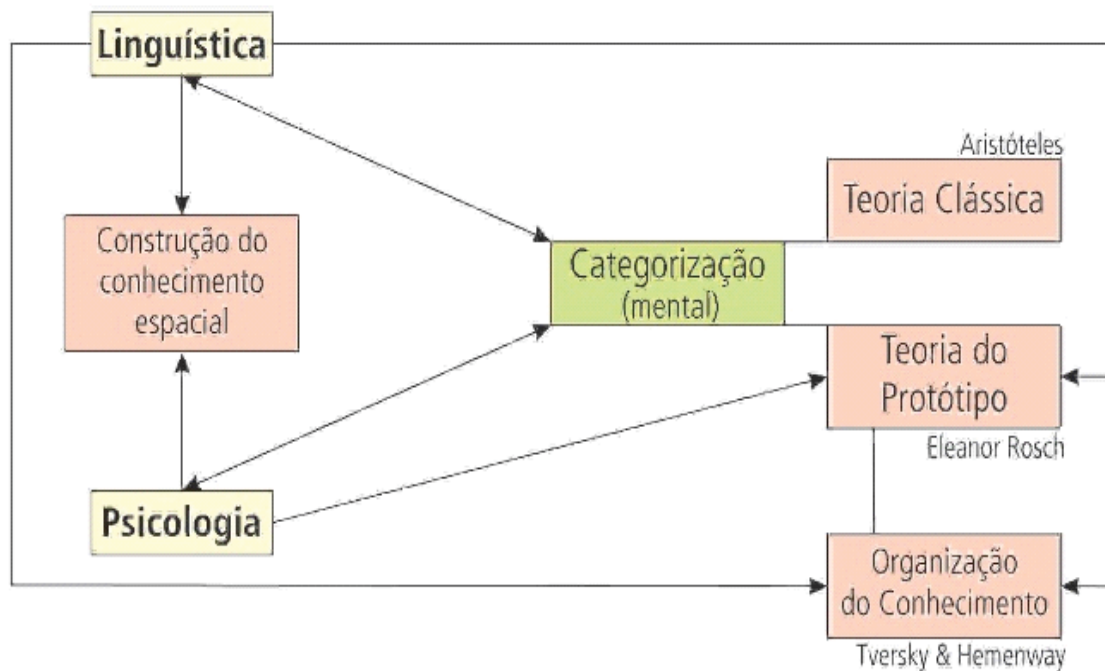 Linguística
Aristóteles
Teoria Clássica
Construção do
conhecimento
espacial
Categorização
(mental)
Teoria do
Protótipo
Eleanor Rosch
Psicologia
Organização
do Conhecimento
Tversky & Hemenway